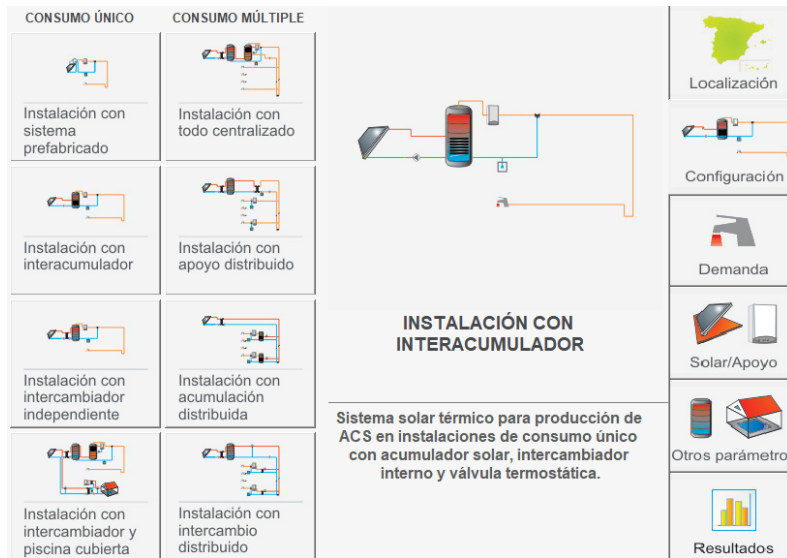 CONSUMO ÚNICO
Instalación con
sistema
prefabricado
Instalación con
interacumulador
Instalación con
intercambiador
independiente
Instalación con
intercambiador y
piscina cubierta
CONSUMO MÚLTIPLE
Instalación con
todo centralizado
Instalación con
apoyo distribuido
Instalación con
acumulación
distribuida
Instalación con
intercambio
distribuido
INSTALACIÓN CON
INTERACUMULADOR
Sistema solar térmico para producción de
ACS en instalaciones de consumo único
con acumulador solar, intercambiador
interno y válvula termostática.
Localización
Configuración
Demanda
Solar/Apoyo
Otros parámetro
Resultados